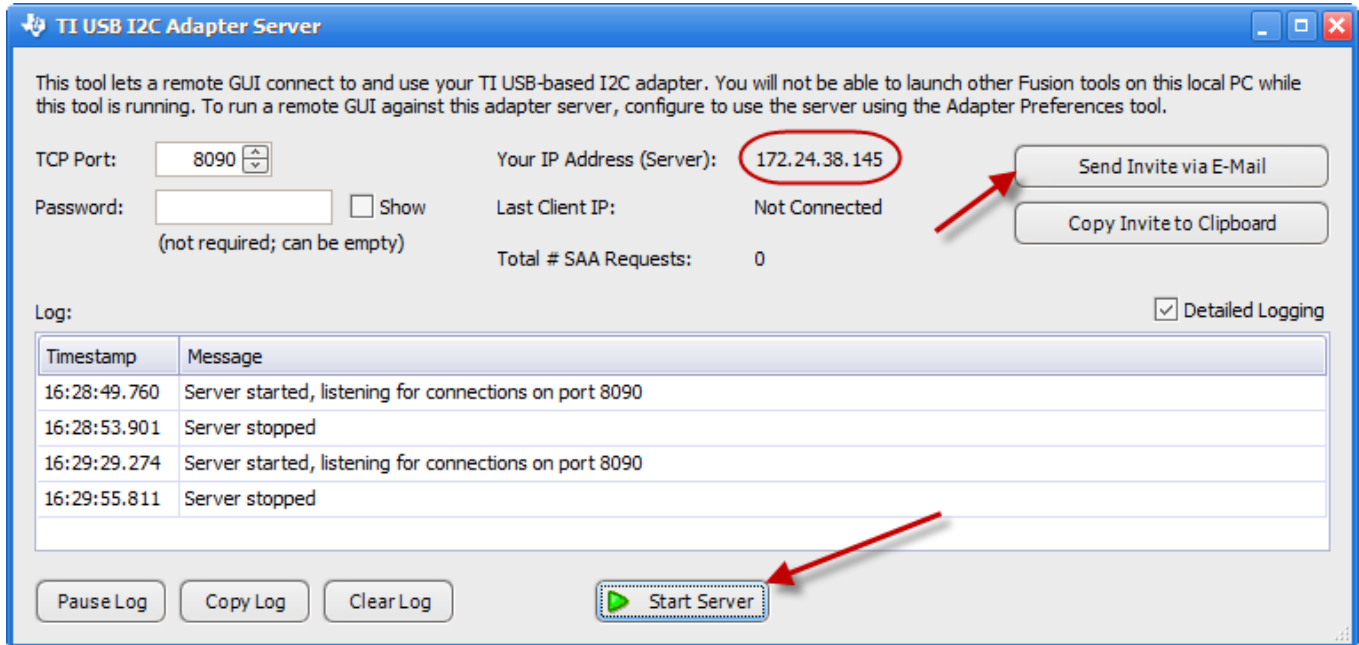 TI USB I2C Adapter Server
This tool lets a remote GUI connect to and use your TI USB-based I2C adapter. You will not be able to launch other Fusion tools on this local PC while
this tool is running. To run a remote GUI against this adapter server, configure to use the server using the Adapter Preferences tool.
TCP Port: 8090 Your IP Address (Server): 172.24.38.145 Send Invite via E-Mail
Password: Show Last Client IP: Not Connected Copy Invite to Clipboard
(not required; can be empty)
Total # SAA Requests: 0
Log: Detailed Logging
Timestamp Message
16:28:49.760 Server started, listening for connections on port 8090
16:28:53.901 Server stopped
16:29:29.274 Server started, listening for connections on port 8090
16:29:55.811 Server stopped
Pause Log Copy Log Clear Log Start Server